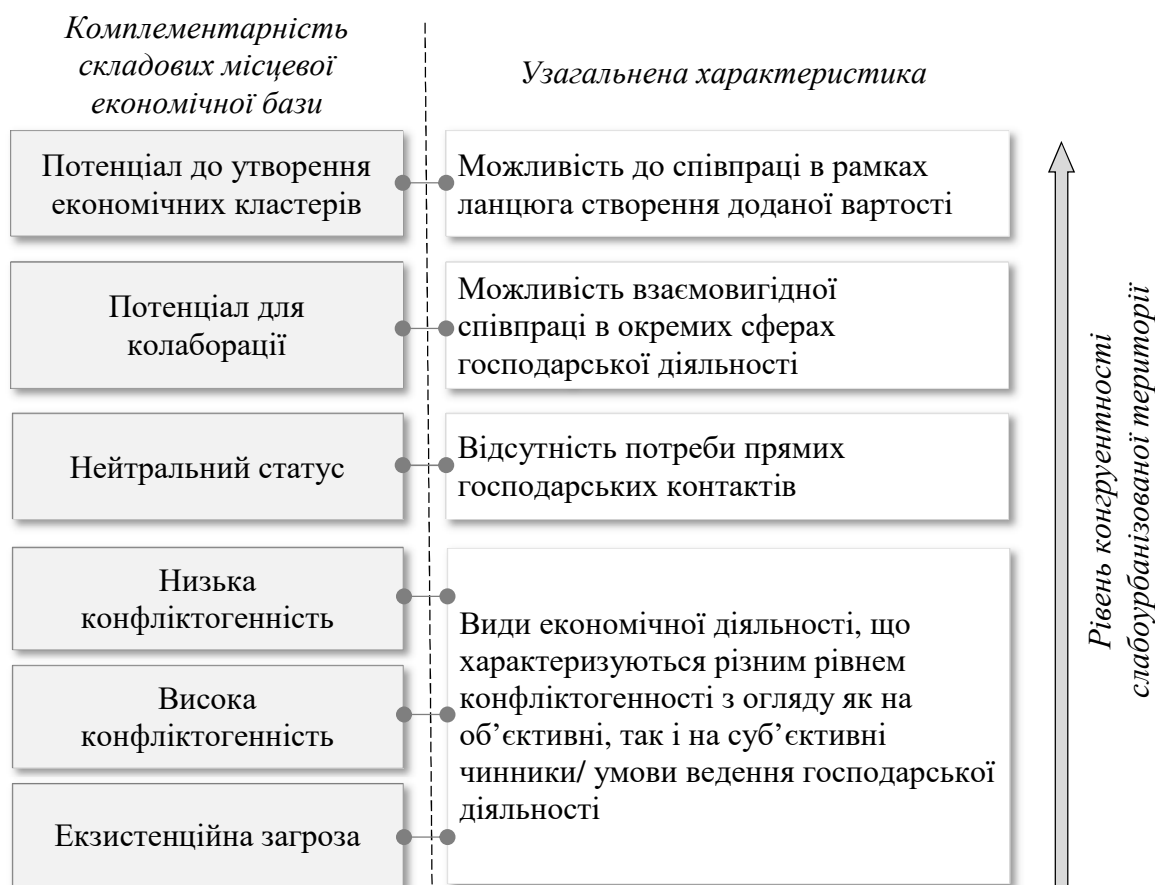 Комплементарність
складових місцевої
економічної бази
Узагальнена характеристика
Потенціал до утворення
економічних кластерів
Можливість до співпраці в рамках
ланцюга створення доданої вартості
Потенціал для
колаборації
Можливість взаємовигідної
співпраці в окремих сферах
господарської діяльності
Нейтральний статус
Відсутність потреби прямих
господарських контактів
Низька
конфліктогенність
Висока
конфліктогенність
Екзистенційна загроза
Види економічної діяльності, що
характеризуються різним рівнем
конфліктогенності з огляду як на
об’єктивні, так і на суб’єктивні
чинники/ умови ведення господарської
діяльності
Рівень конгруентності
слабоурбанізованої території